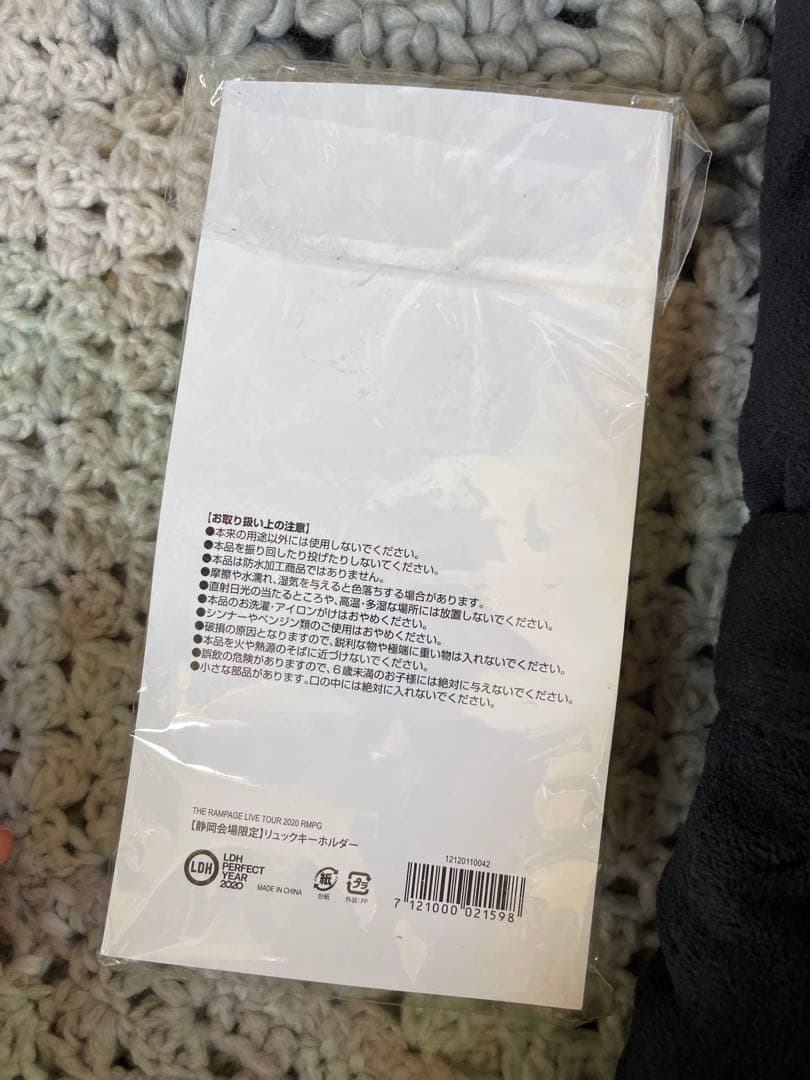 【お取り扱い上の注意】
●本来の用途以外には使用しないでください。
●本品を振り回したり投げたりしないてください。
●本品は防水加工商品ではありません。
●摩擦や水濡れ、湿気を与えると色落ちする場合があります。
●直射日光の当たるところや、高温・多湿な場所には放置しないでください。
●本品のお洗濯・アイロンがけはおやめください。
●シンナーやベンジン類のご使用はおやめください。
●破損の原因となりますので、鋭利な物や極端に重い物は入れないでください。
●本品を火や熱源のそばに近づけないでください。
●誤飲の危険がありますので、6歳未満のお子様には絶対に与えないでください。
●小さな部品があります。口の中には絶対に入れないでください。
THE RAMPAGE LIVE TOUR 2020 RMPG
【静岡会場限定】リュックキーホルダー
LDH
LDH
PERFECT
YEAR
2020
MADE IN CHINA
紙
台紙
プラ
外装:PP
12120110042
7 121000 021598